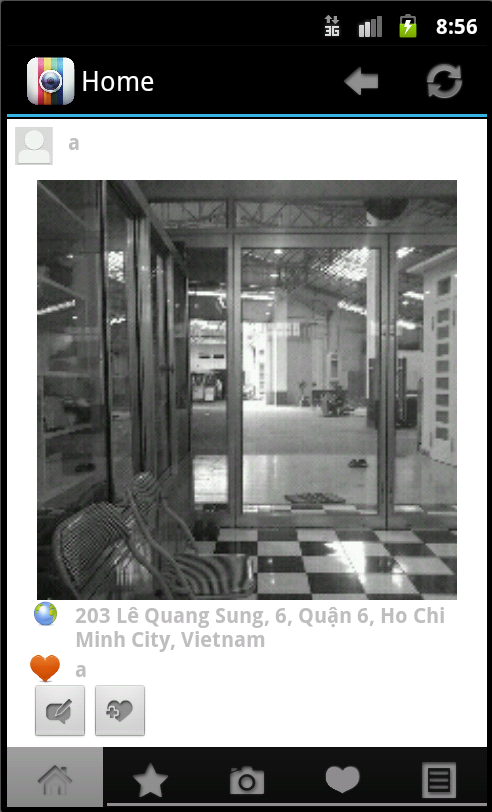 3G 8:56
Home
a
203 Lê Quang Sung, 6, Quận 6, Ho Chi
Minh City, Vietnam
a